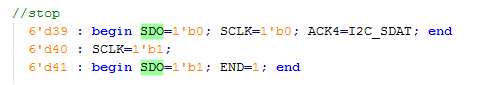 //stop
6'd39 : begin SDO=1'b0; SCLK=1'b0; ACK4=I2C_SDAT; end
6'd40 : SCLK=1'b1;
6'd41 : begin SDO=1'b1; END=1; end